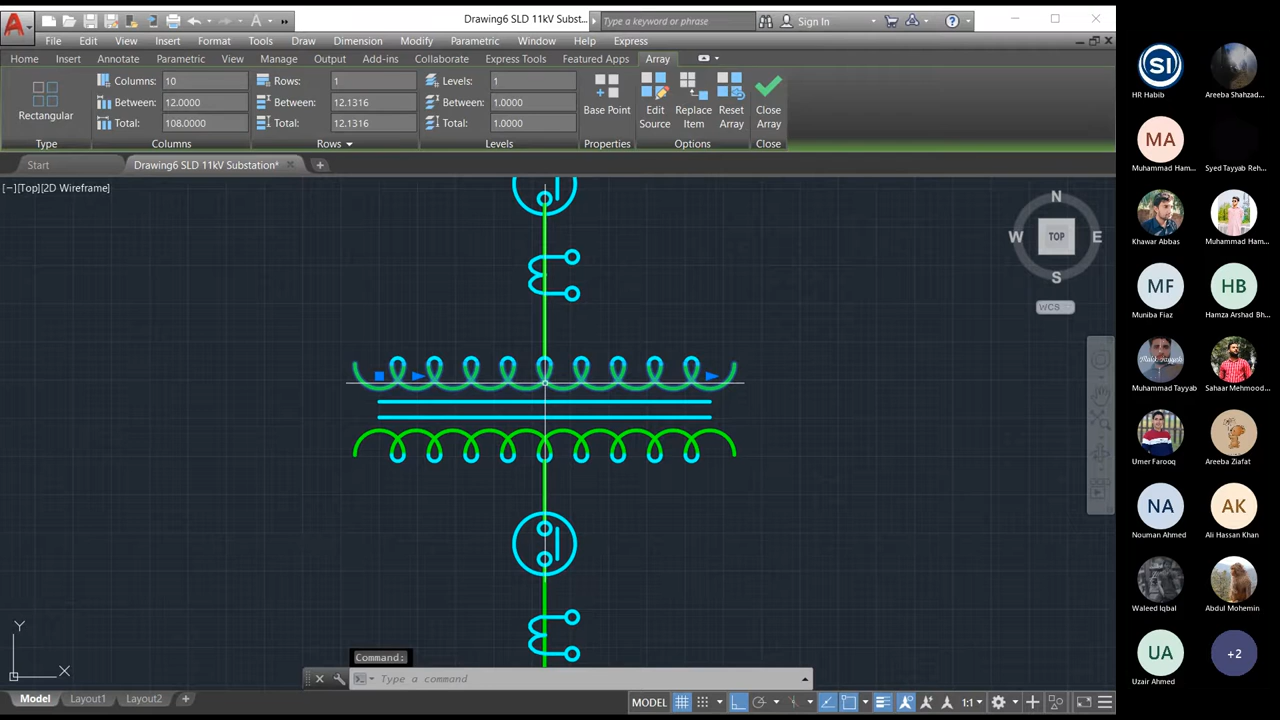 Drawing6 SLD 11kV Subst...
Type a keyword or phrase
Sign In
File Edit View Insert Format Tools Draw Dimension Modify Parametric Window Help Express
Home Insert Annotate Parametric View Manage Output Add-ins Collaborate Express Tools Featured Apps Array
Columns: 10 Rows: 1 Levels: 1
Between: 12.0000 Between: 12.1316 Between: 1.0000
Total: 108.0000 Total: 12.1316 Total: 1.0000
Rectangular
Base Point
Edit Source
Replace Item
Reset Array
Close Array
Type Columns Rows Levels Properties Options Close
Start Drawing6 SLD 11kV Substation*
[−][Top][2D Wireframe]
N
W TOP E
S
WCS
Y
X
Command:
Type a command
Model Layout1 Layout2
MODEL 1:1
SI
HR Habib
Areeba Shahzad...
MA
Muhammad Ham...
Syed Tayyab Reh...
Khawar Abbas
Muhammad Ham...
MF
Muniba Fiaz
HB
Hamza Arshad Bh...
Muhammad Tayyab
Sahaar Mehmood...
Umer Farooq
Areeba Ziafat
NA
Nouman Ahmed
AK
Ali Hassan Khan
Waleed Iqbal
Abdul Mohemin
UA
Uzair Ahmed
+2